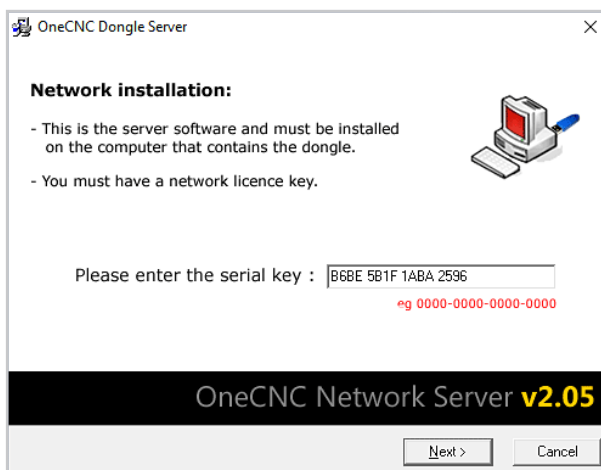 OneCNC Dongle Server
Network installation:
- This is the server software and must be installed
on the computer that contains the dongle.
- You must have a network licence key.
Please enter the serial key : B6BE 5B1F 1ABA 2596
eg 0000-0000-0000-0000
OneCNC Network Server v2.05
Next > Cancel